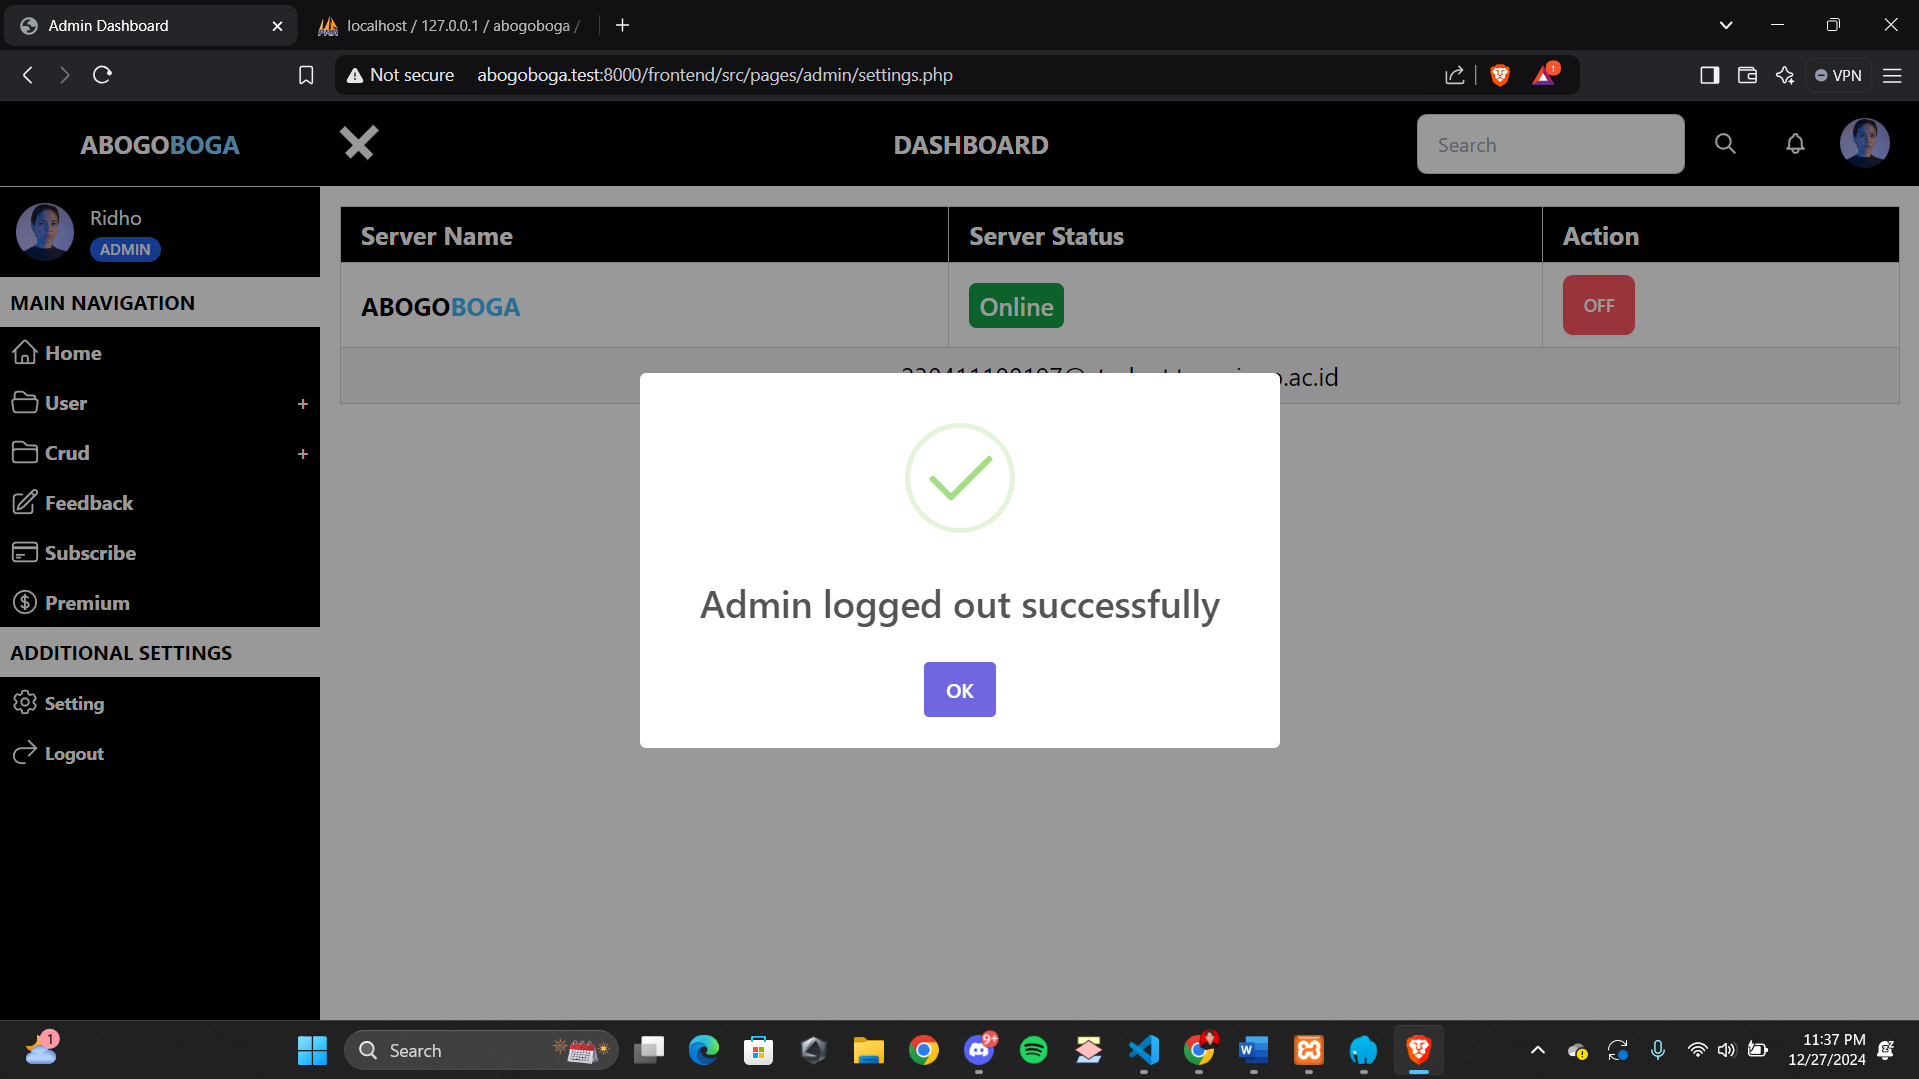 Admin Dashboard
localhost / 127.0.0.1 / abogoboga /
Not secure
abogoboga.test:8000/frontend/src/pages/admin/settings.php
1
VPN
ABOGOBOGA
DASHBOARD
Search
Ridho
ADMIN
Server Name
Server Status
Action
MAIN NAVIGATION
ABOGOBOGA
Online
OFF
Home
User +
.ac.id
Crud +
Feedback
Subscribe
Premium
Admin logged out successfully
OK
ADDITIONAL SETTINGS
Setting
Logout
1
Search
9+
11:37 PM
12/27/2024